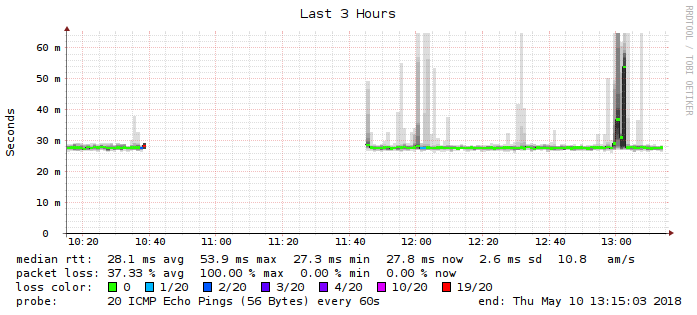 Last 3 Hours
RRDTOOL / TOBI OETIKER
Seconds
60 m
50 m
40 m
30 m
20 m
10 m
0
10:20 10:40 11:00 11:20 11:40 12:00 12:20 12:40 13:00
median rtt: 28.1 ms avg 53.9 ms max 27.3 ms min 27.8 ms now 2.6 ms sd 10.8 am/s
packet loss: 37.33 % avg 100.00 % max 0.00 % min 0.00 % now
loss color: 0 1/20 2/20 3/20 4/20 10/20 19/20
probe: 20 ICMP Echo Pings (56 Bytes) every 60s end: Thu May 10 13:15:03 2018